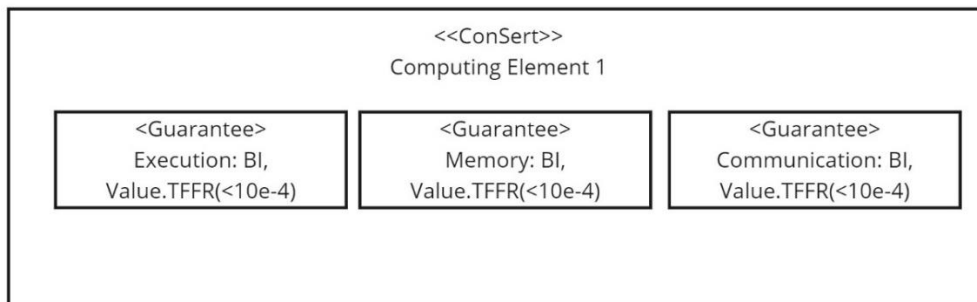 <<ConSert>>
Computing Element 1
<Guarantee>
Execution: BI,
Value.TFFR(<10e-4)
<Guarantee>
Memory: BI,
Value.TFFR(<10e-4)
<Guarantee>
Communication: BI,
Value.TFFR(<10e-4)